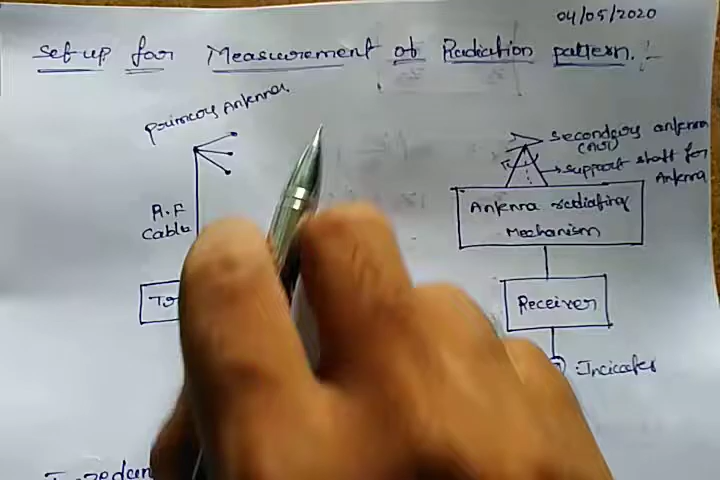 04/05/2020
Set up for Measurement of Radiation pattern.:-
primary Antenna
secondary antenna
(AUT)
support shaft for
Antenna
R.F
Cable
Antenna radiating
Mechanism
Receiver
:Indicator